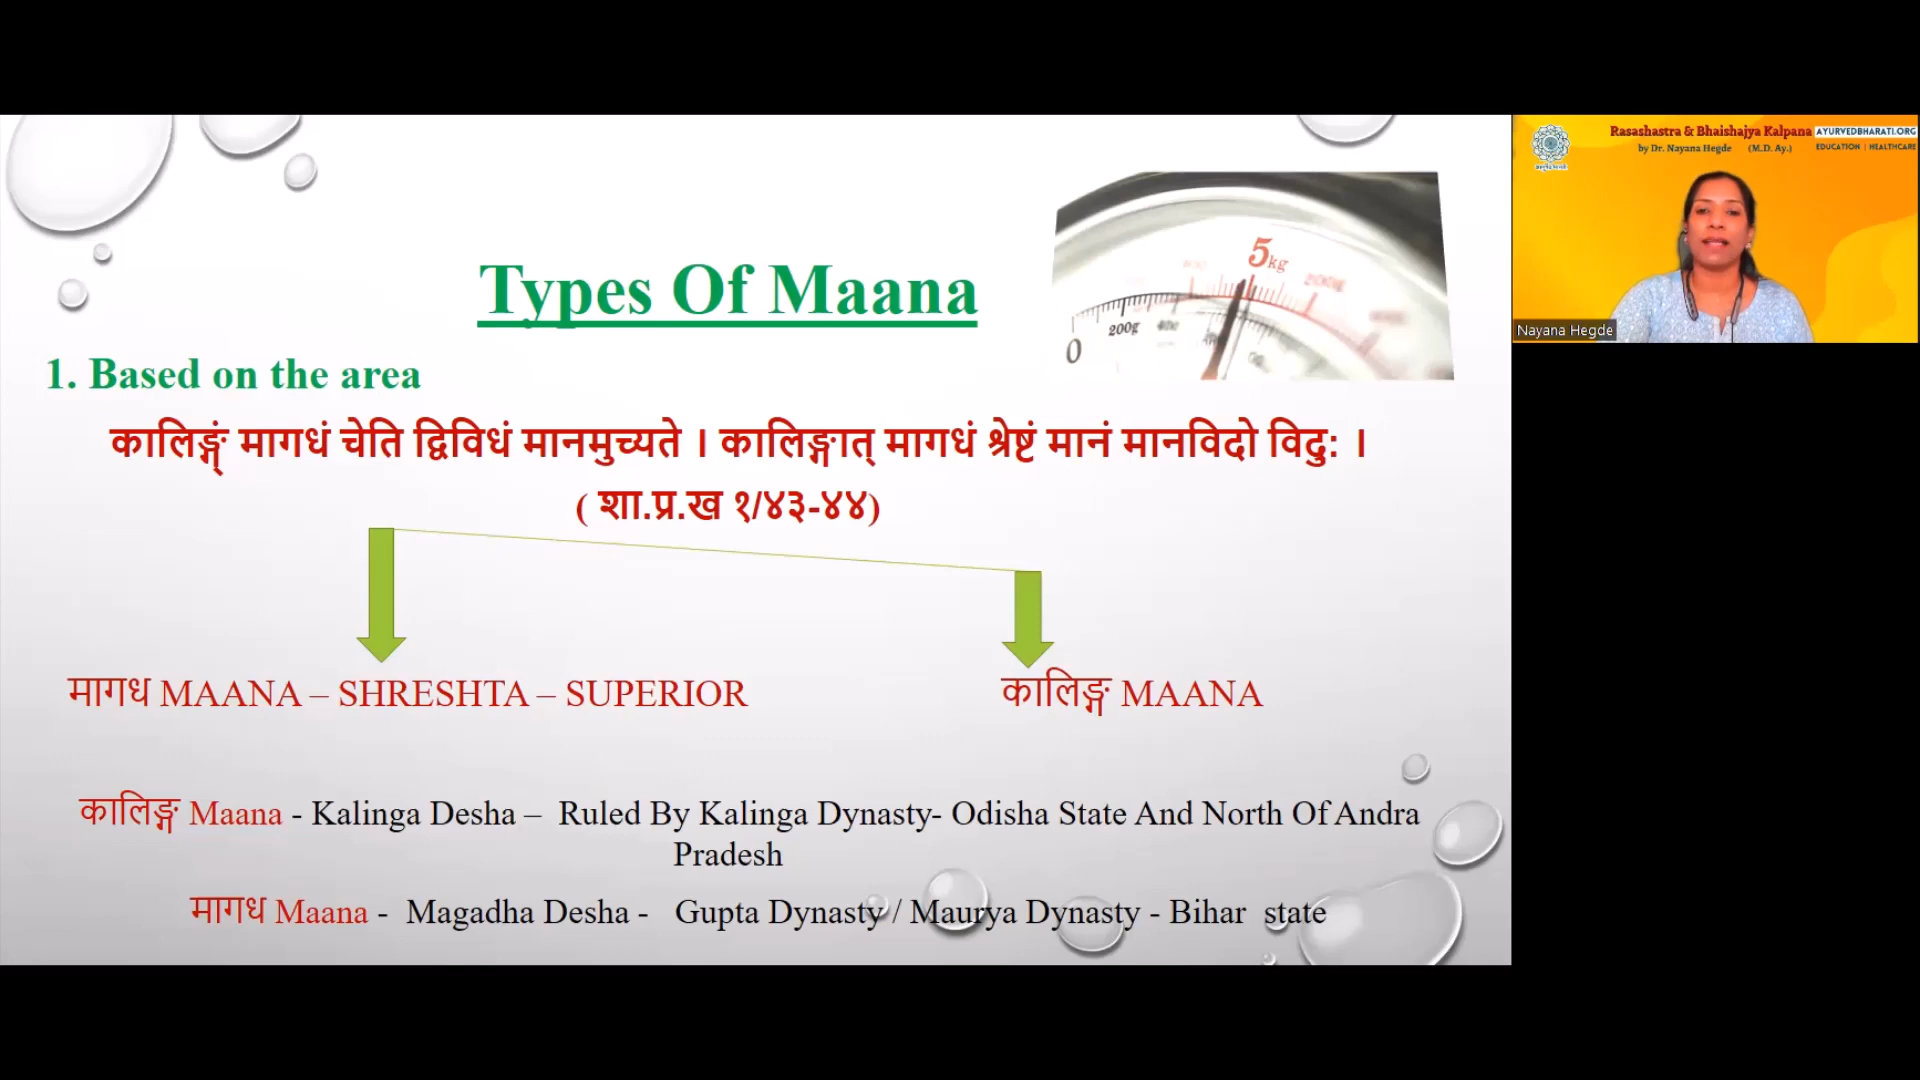 Types Of Maana
5kg
200g
0
1. Based on the area
कालिङ्गं मागधं चेति द्विविधं मानमुच्यते । कालिङ्गात् मागधं श्रेष्टं मानं मानविदो विदुः ।
( शा.प्र.ख १/४३-४४)
मागध MAANA – SHRESHTA – SUPERIOR
कालिङ्ग MAANA
कालिङ्ग Maana - Kalinga Desha – Ruled By Kalinga Dynasty- Odisha State And North Of Andra
Pradesh
मागध Maana - Magadha Desha - Gupta Dynasty / Maurya Dynasty - Bihar state
Rasashastra & Bhaishajya Kalpana
by Dr. Nayana Hegde (M.D. Ay.)
AYURVEDBHARATI.ORG
EDUCATION | HEALTHCARE
Nayana Hegde